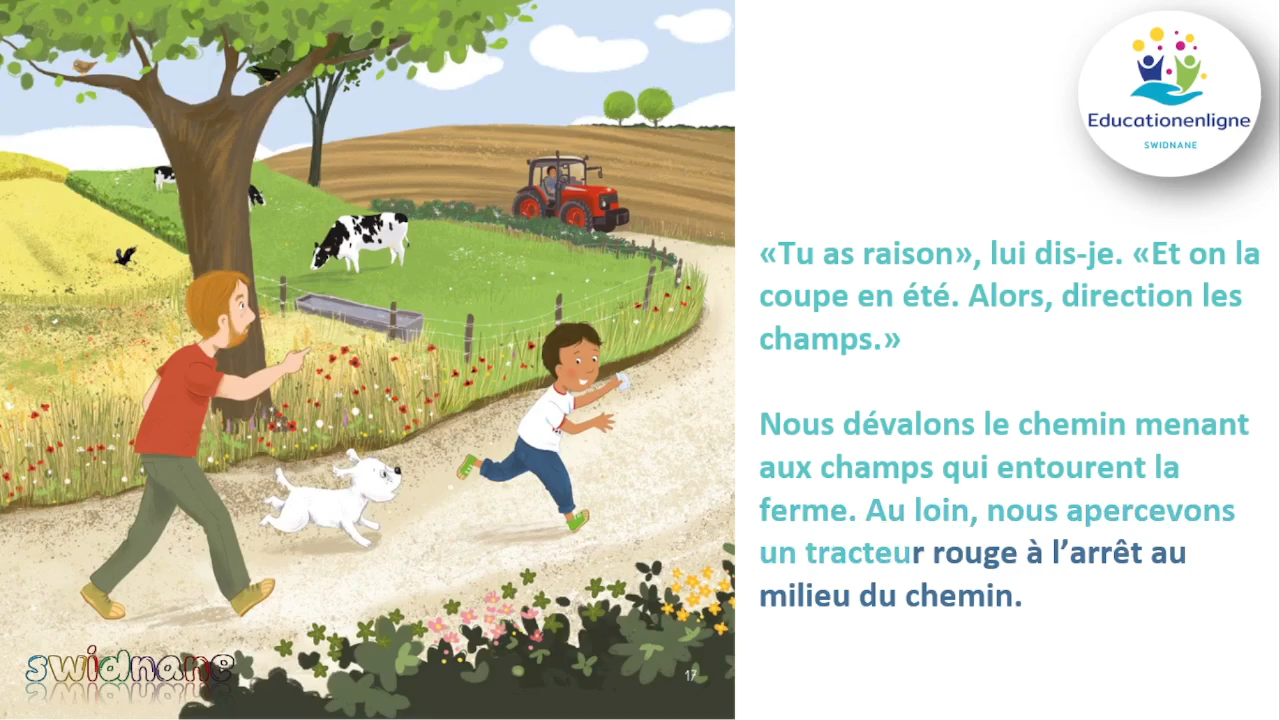 Educationenligne
SWIDNANE
«Tu as raison», lui dis-je. «Et on la
coupe en été. Alors, direction les
champs.»
Nous dévalons le chemin menant
aux champs qui entourent la
ferme. Au loin, nous apercevons
un tracteur rouge à l’arrêt au
milieu du chemin.
swidnane
17